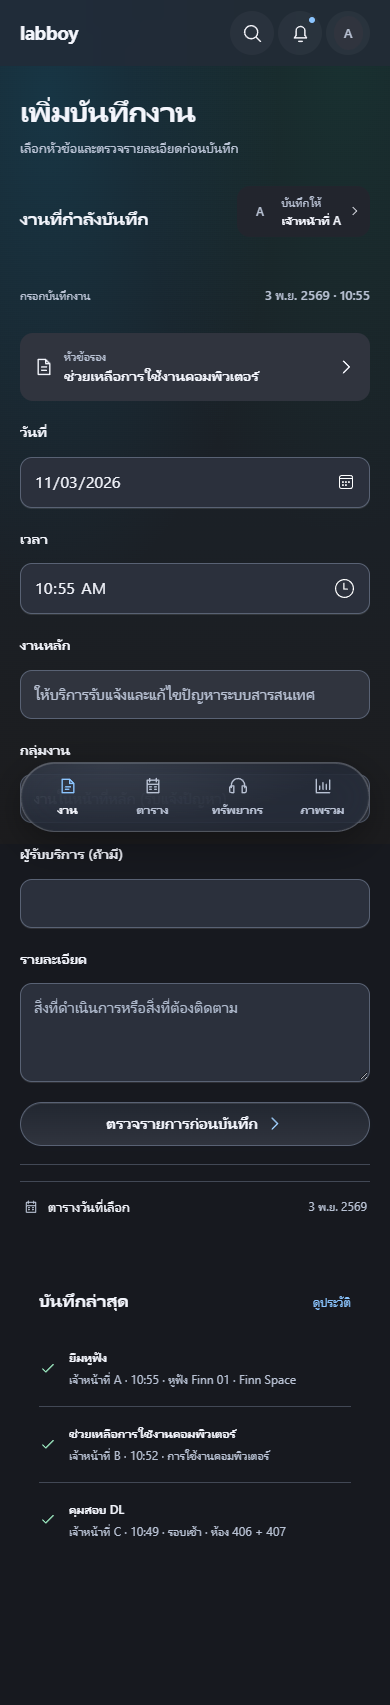 labboy
A
เพิ่มบันทึกงาน
เลือกหัวข้อและตรวจรายละเอียดก่อนบันทึก
งานที่กำลังบันทึก
A
บันทึกให้
เจ้าหน้าที่ A
กรอกบันทึกงาน
3 พ.ย. 2569 · 10:55
หัวข้อรอง
ช่วยเหลือการใช้งานคอมพิวเตอร์
วันที่
11/03/2026
เวลา
10:55 AM
งานหลัก
ให้บริการรับแจ้งและแก้ไขปัญหาระบบสารสนเทศ
กลุ่มงาน
งาน
ตาราง
ทรัพยากร
ภาพรวม
ผู้รับบริการ (ถ้ามี)
รายละเอียด
สิ่งที่ดำเนินการหรือสิ่งที่ต้องติดตาม
ตรวจรายการก่อนบันทึก
ตารางวันที่เลือก
3 พ.ย. 2569
บันทึกล่าสุด
ดูประวัติ
ยืมหูฟัง
เจ้าหน้าที่ A · 10:55 · หูฟัง Finn 01 · Finn Space
ช่วยเหลือการใช้งานคอมพิวเตอร์
เจ้าหน้าที่ B · 10:52 · การใช้งานคอมพิวเตอร์
คุมสอบ DL
เจ้าหน้าที่ C · 10:49 · รอบเช้า · ห้อง 406 + 407